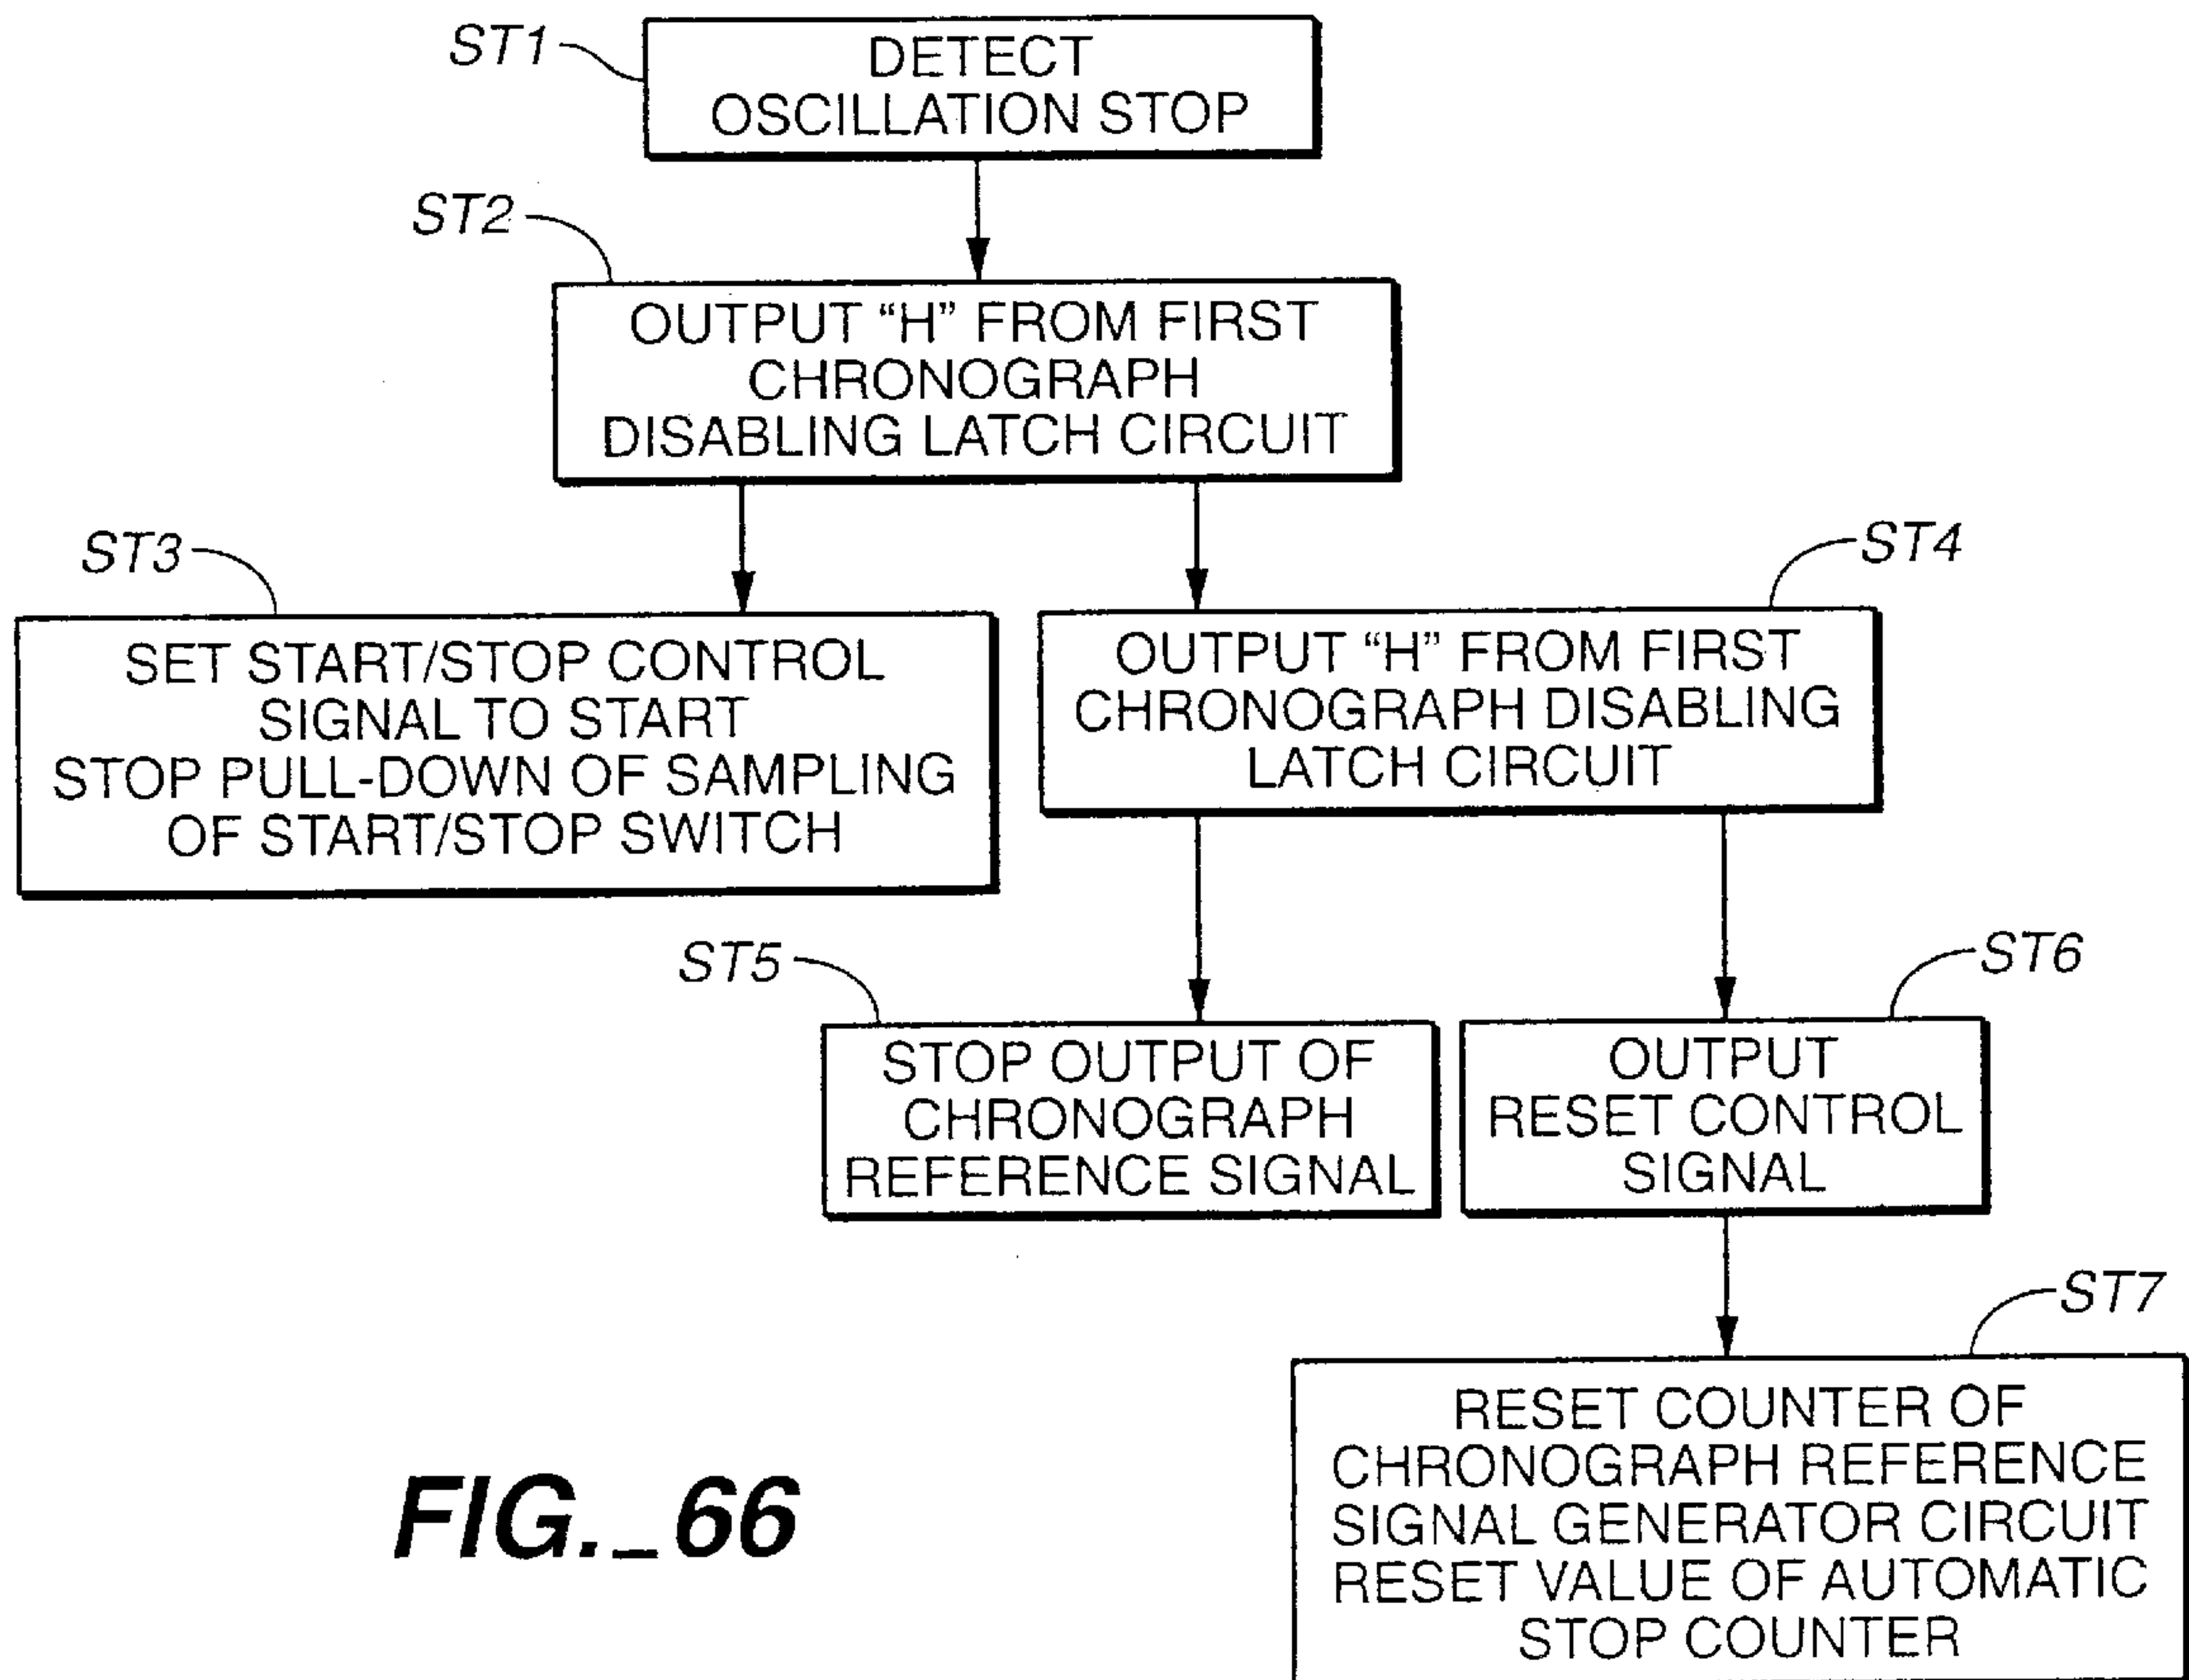 ST1
DETECT
OSCILLATION STOP
ST2
OUTPUT “H” FROM FIRST
CHRONOGRAPH
DISABLING LATCH CIRCUIT
ST3
SET START/STOP CONTROL
SIGNAL TO START
STOP PULL-DOWN OF SAMPLING
OF START/STOP SWITCH
ST4
OUTPUT “H” FROM FIRST
CHRONOGRAPH DISABLING
LATCH CIRCUIT
ST5
STOP OUTPUT OF
CHRONOGRAPH
REFERENCE SIGNAL
ST6
OUTPUT
RESET CONTROL
SIGNAL
ST7
RESET COUNTER OF
CHRONOGRAPH REFERENCE
SIGNAL GENERATOR CIRCUIT
RESET VALUE OF AUTOMATIC
STOP COUNTER
FIG._66